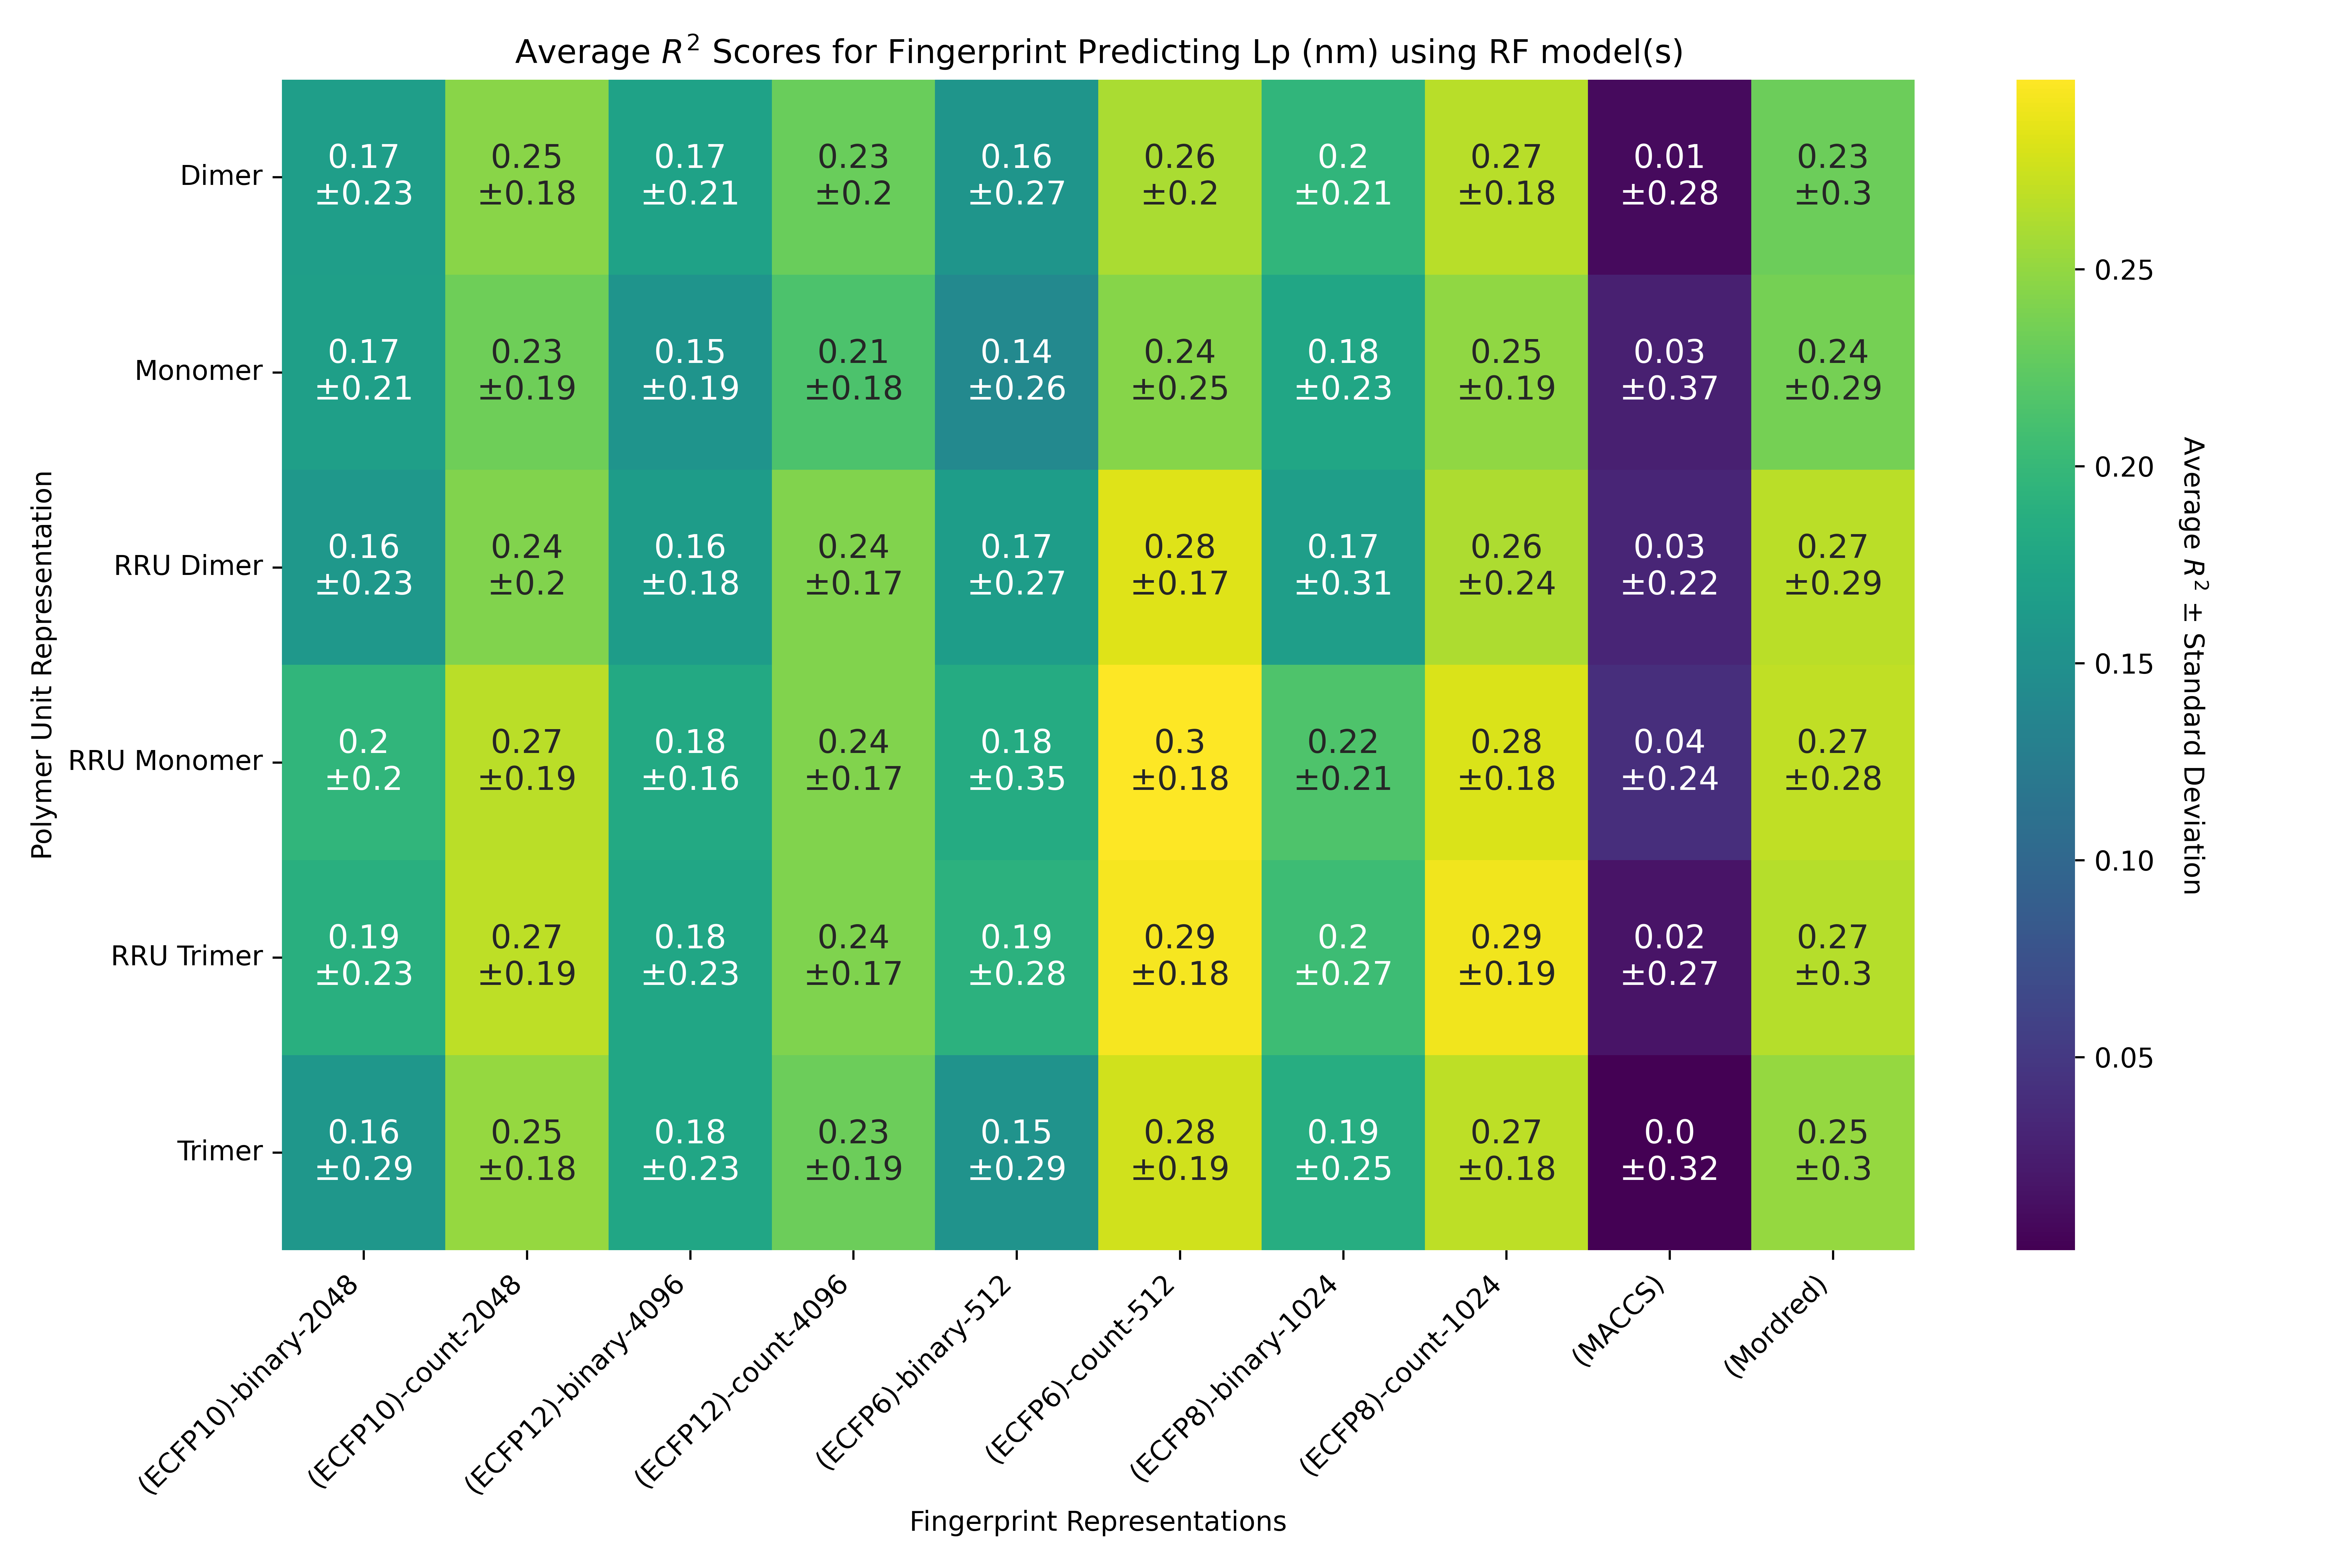 Average R² Scores for Fingerprint Predicting Lp (nm) using RF model(s)
Polymer Unit Representation
Dimer
0.17 0.25 0.17 0.23 0.16 0.26 0.2 0.27 0.01 0.23
±0.23 ±0.18 ±0.21 ±0.2 ±0.27 ±0.2 ±0.21 ±0.18 ±0.28 ±0.3
Monomer
0.17 0.23 0.15 0.21 0.14 0.24 0.18 0.25 0.03 0.24
±0.21 ±0.19 ±0.19 ±0.18 ±0.26 ±0.25 ±0.23 ±0.19 ±0.37 ±0.29
RRU Dimer
0.16 0.24 0.16 0.24 0.17 0.28 0.17 0.26 0.03 0.27
±0.23 ±0.2 ±0.18 ±0.17 ±0.27 ±0.17 ±0.31 ±0.24 ±0.22 ±0.29
RRU Monomer
0.2 0.27 0.18 0.24 0.18 0.3 0.22 0.28 0.04 0.27
±0.2 ±0.19 ±0.16 ±0.17 ±0.35 ±0.18 ±0.21 ±0.18 ±0.24 ±0.28
RRU Trimer
0.19 0.27 0.18 0.24 0.19 0.29 0.2 0.29 0.02 0.27
±0.23 ±0.19 ±0.23 ±0.17 ±0.28 ±0.18 ±0.27 ±0.19 ±0.27 ±0.3
Trimer
0.16 0.25 0.18 0.23 0.15 0.28 0.19 0.27 0.0 0.25
±0.29 ±0.18 ±0.23 ±0.19 ±0.29 ±0.19 ±0.25 ±0.18 ±0.32 ±0.3
(ECFP10)-binary-2048
(ECFP10)-count-2048
(ECFP12)-binary-4096
(ECFP12)-count-4096
(ECFP6)-binary-512
(ECFP6)-count-512
(ECFP8)-binary-1024
(ECFP8)-count-1024
(MACCS)
(Mordred)
Fingerprint Representations
0.25
0.20
0.15
0.10
0.05
Average R² ± Standard Deviation